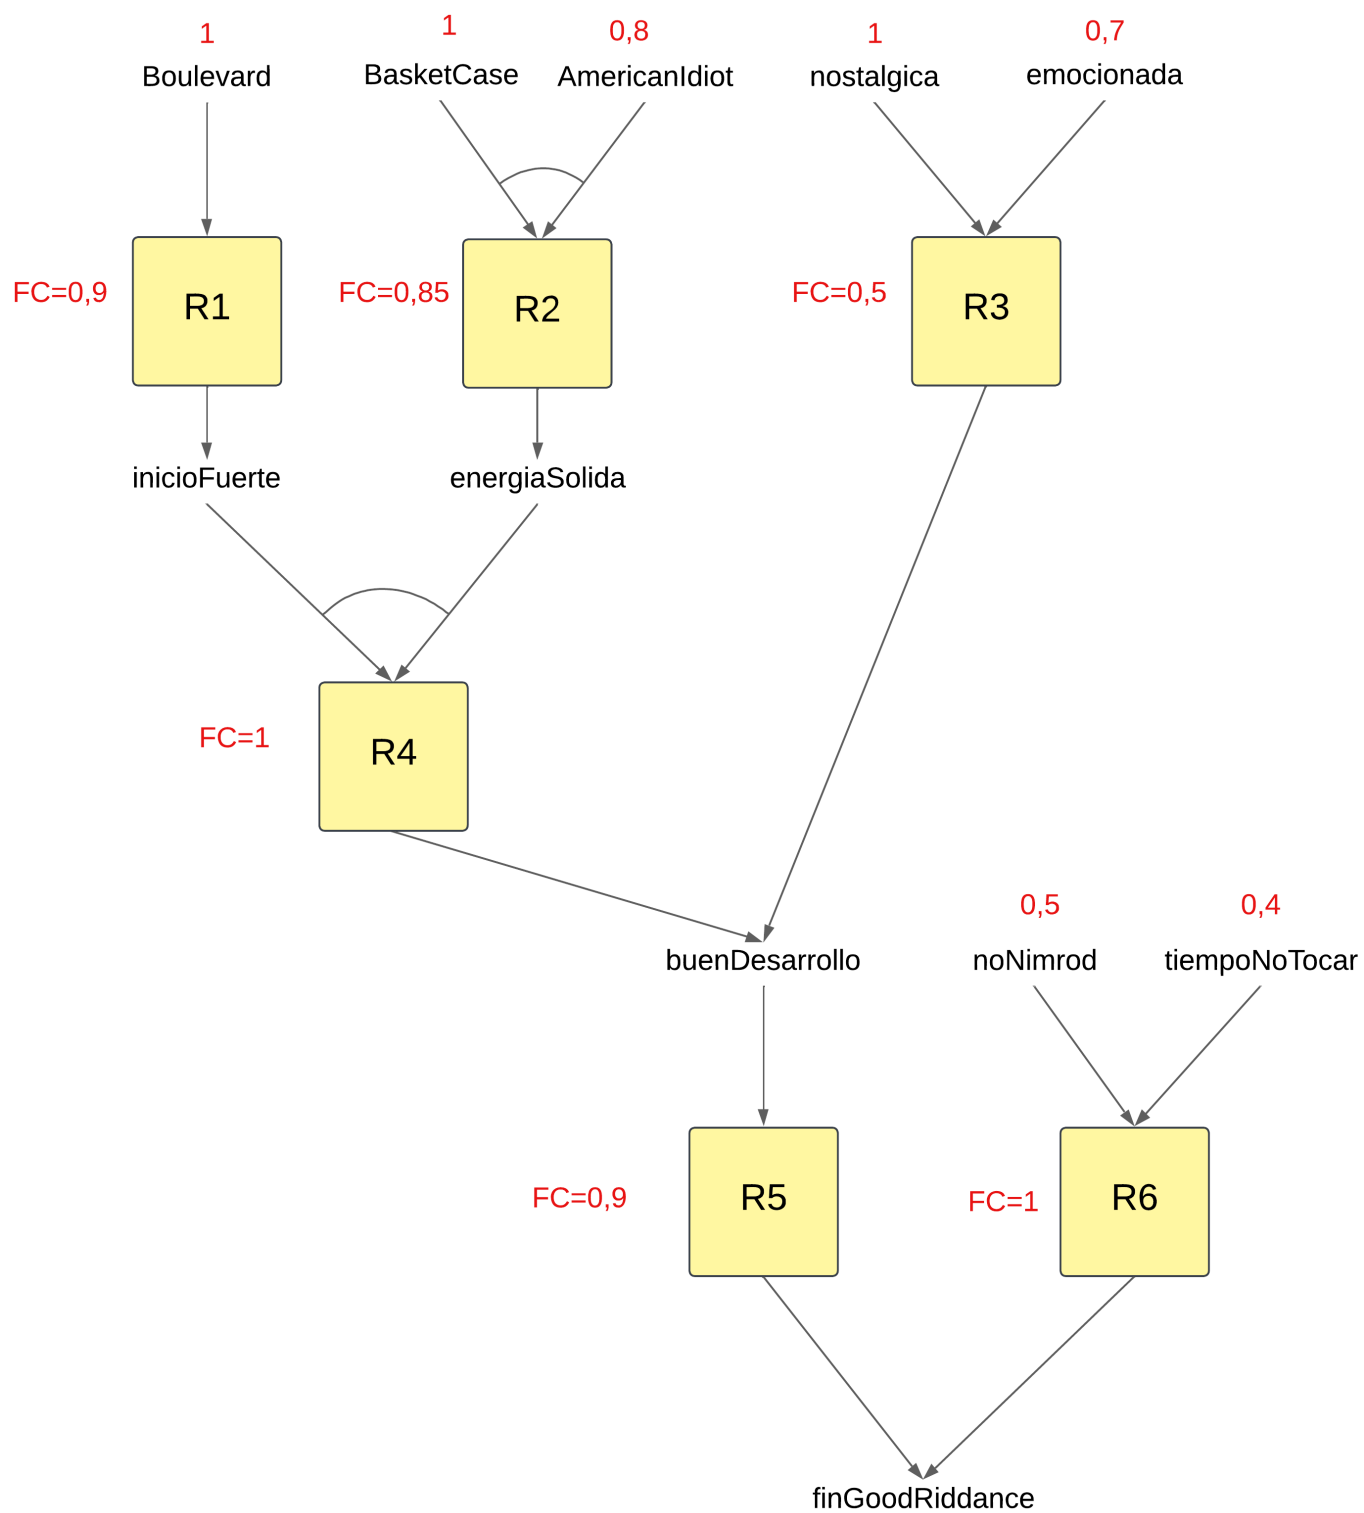 1
1
0,8
1
0,7
Boulevard
BasketCase
AmericanIdiot
nostalgica
emocionada
FC=0,9
R1
FC=0,85
R2
FC=0,5
R3
inicioFuerte
energiaSolida
FC=1
R4
0,5
0,4
buenDesarrollo
noNimrod
tiempoNoTocar
FC=0,9
R5
FC=1
R6
finGoodRiddance